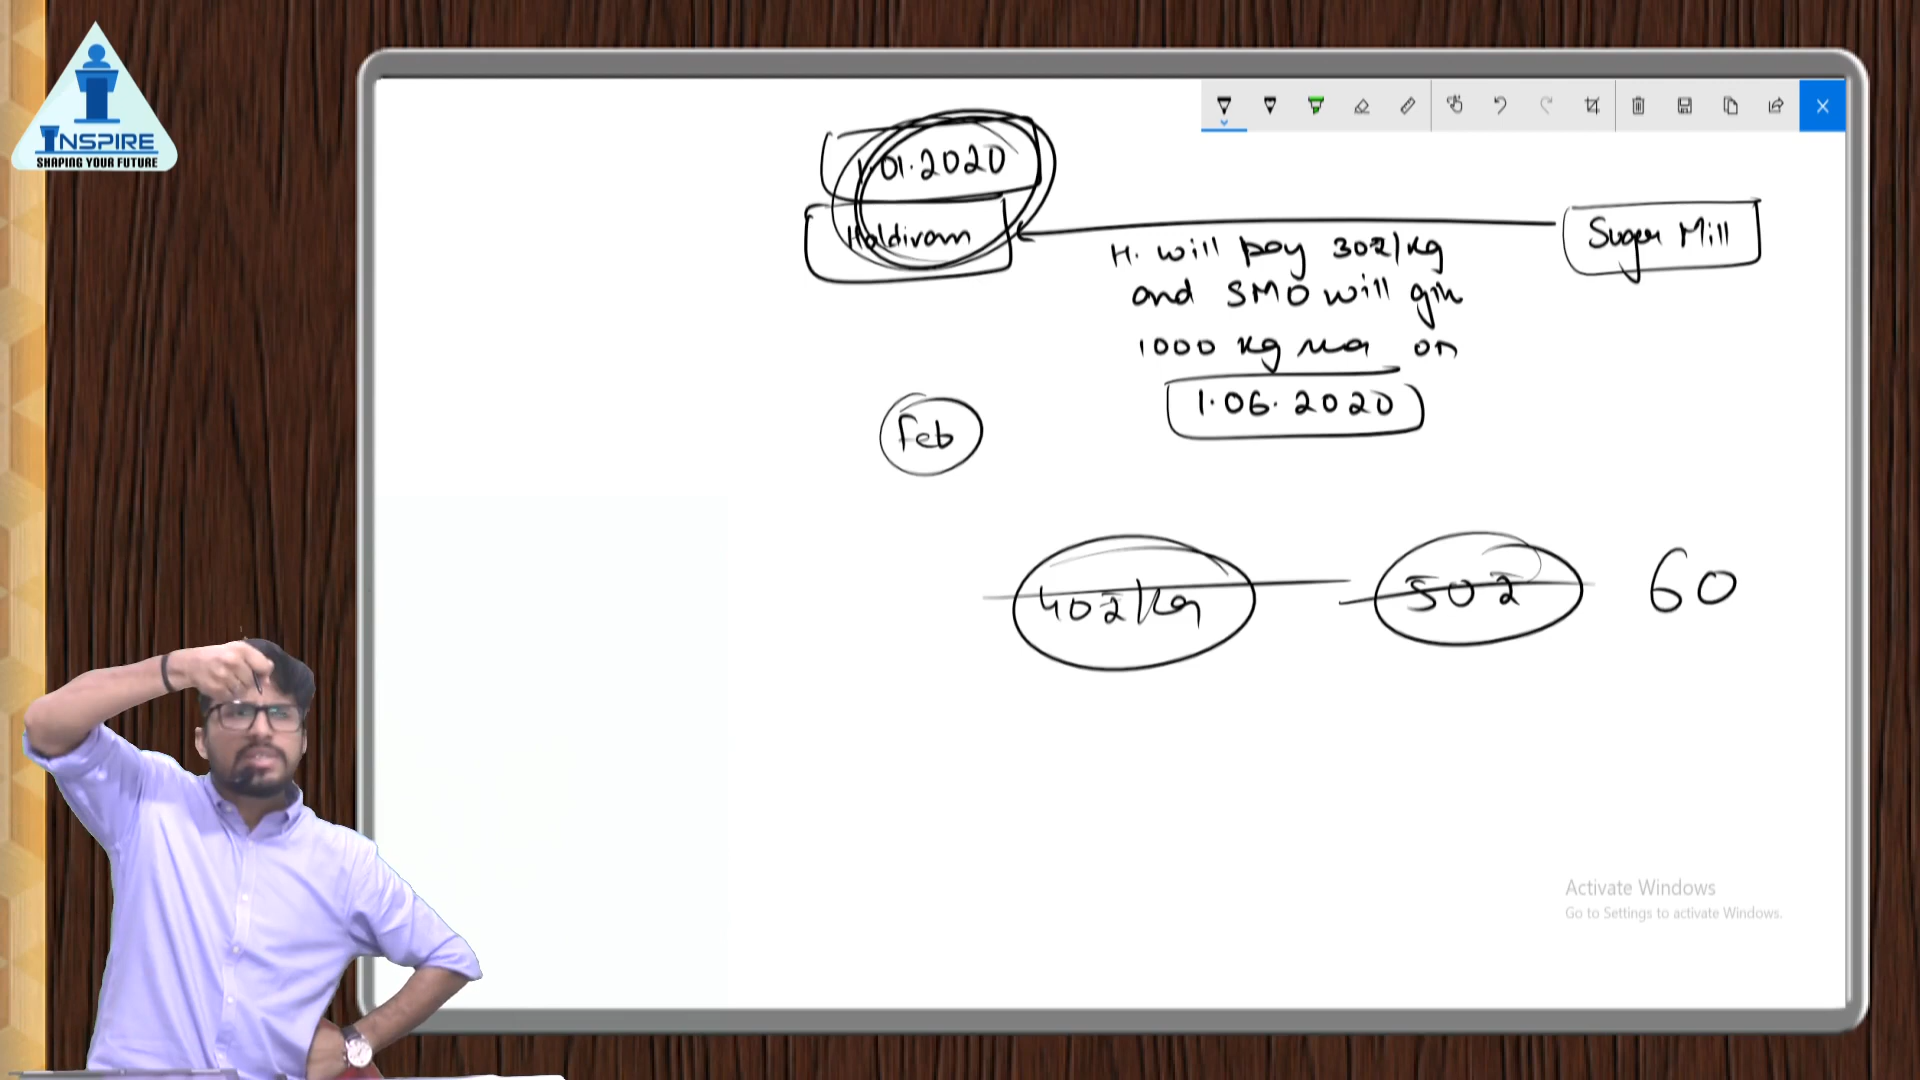 INSPIRE
SHAPING YOUR FUTURE
1.01.2020
Haldiram
Suger Mill
H. will pay 30₹/kg
and SMO will give
1000 kg on
1.06.2020
Feb
40₹/kg
50₹
60
Activate Windows
Go to Settings to activate Windows.